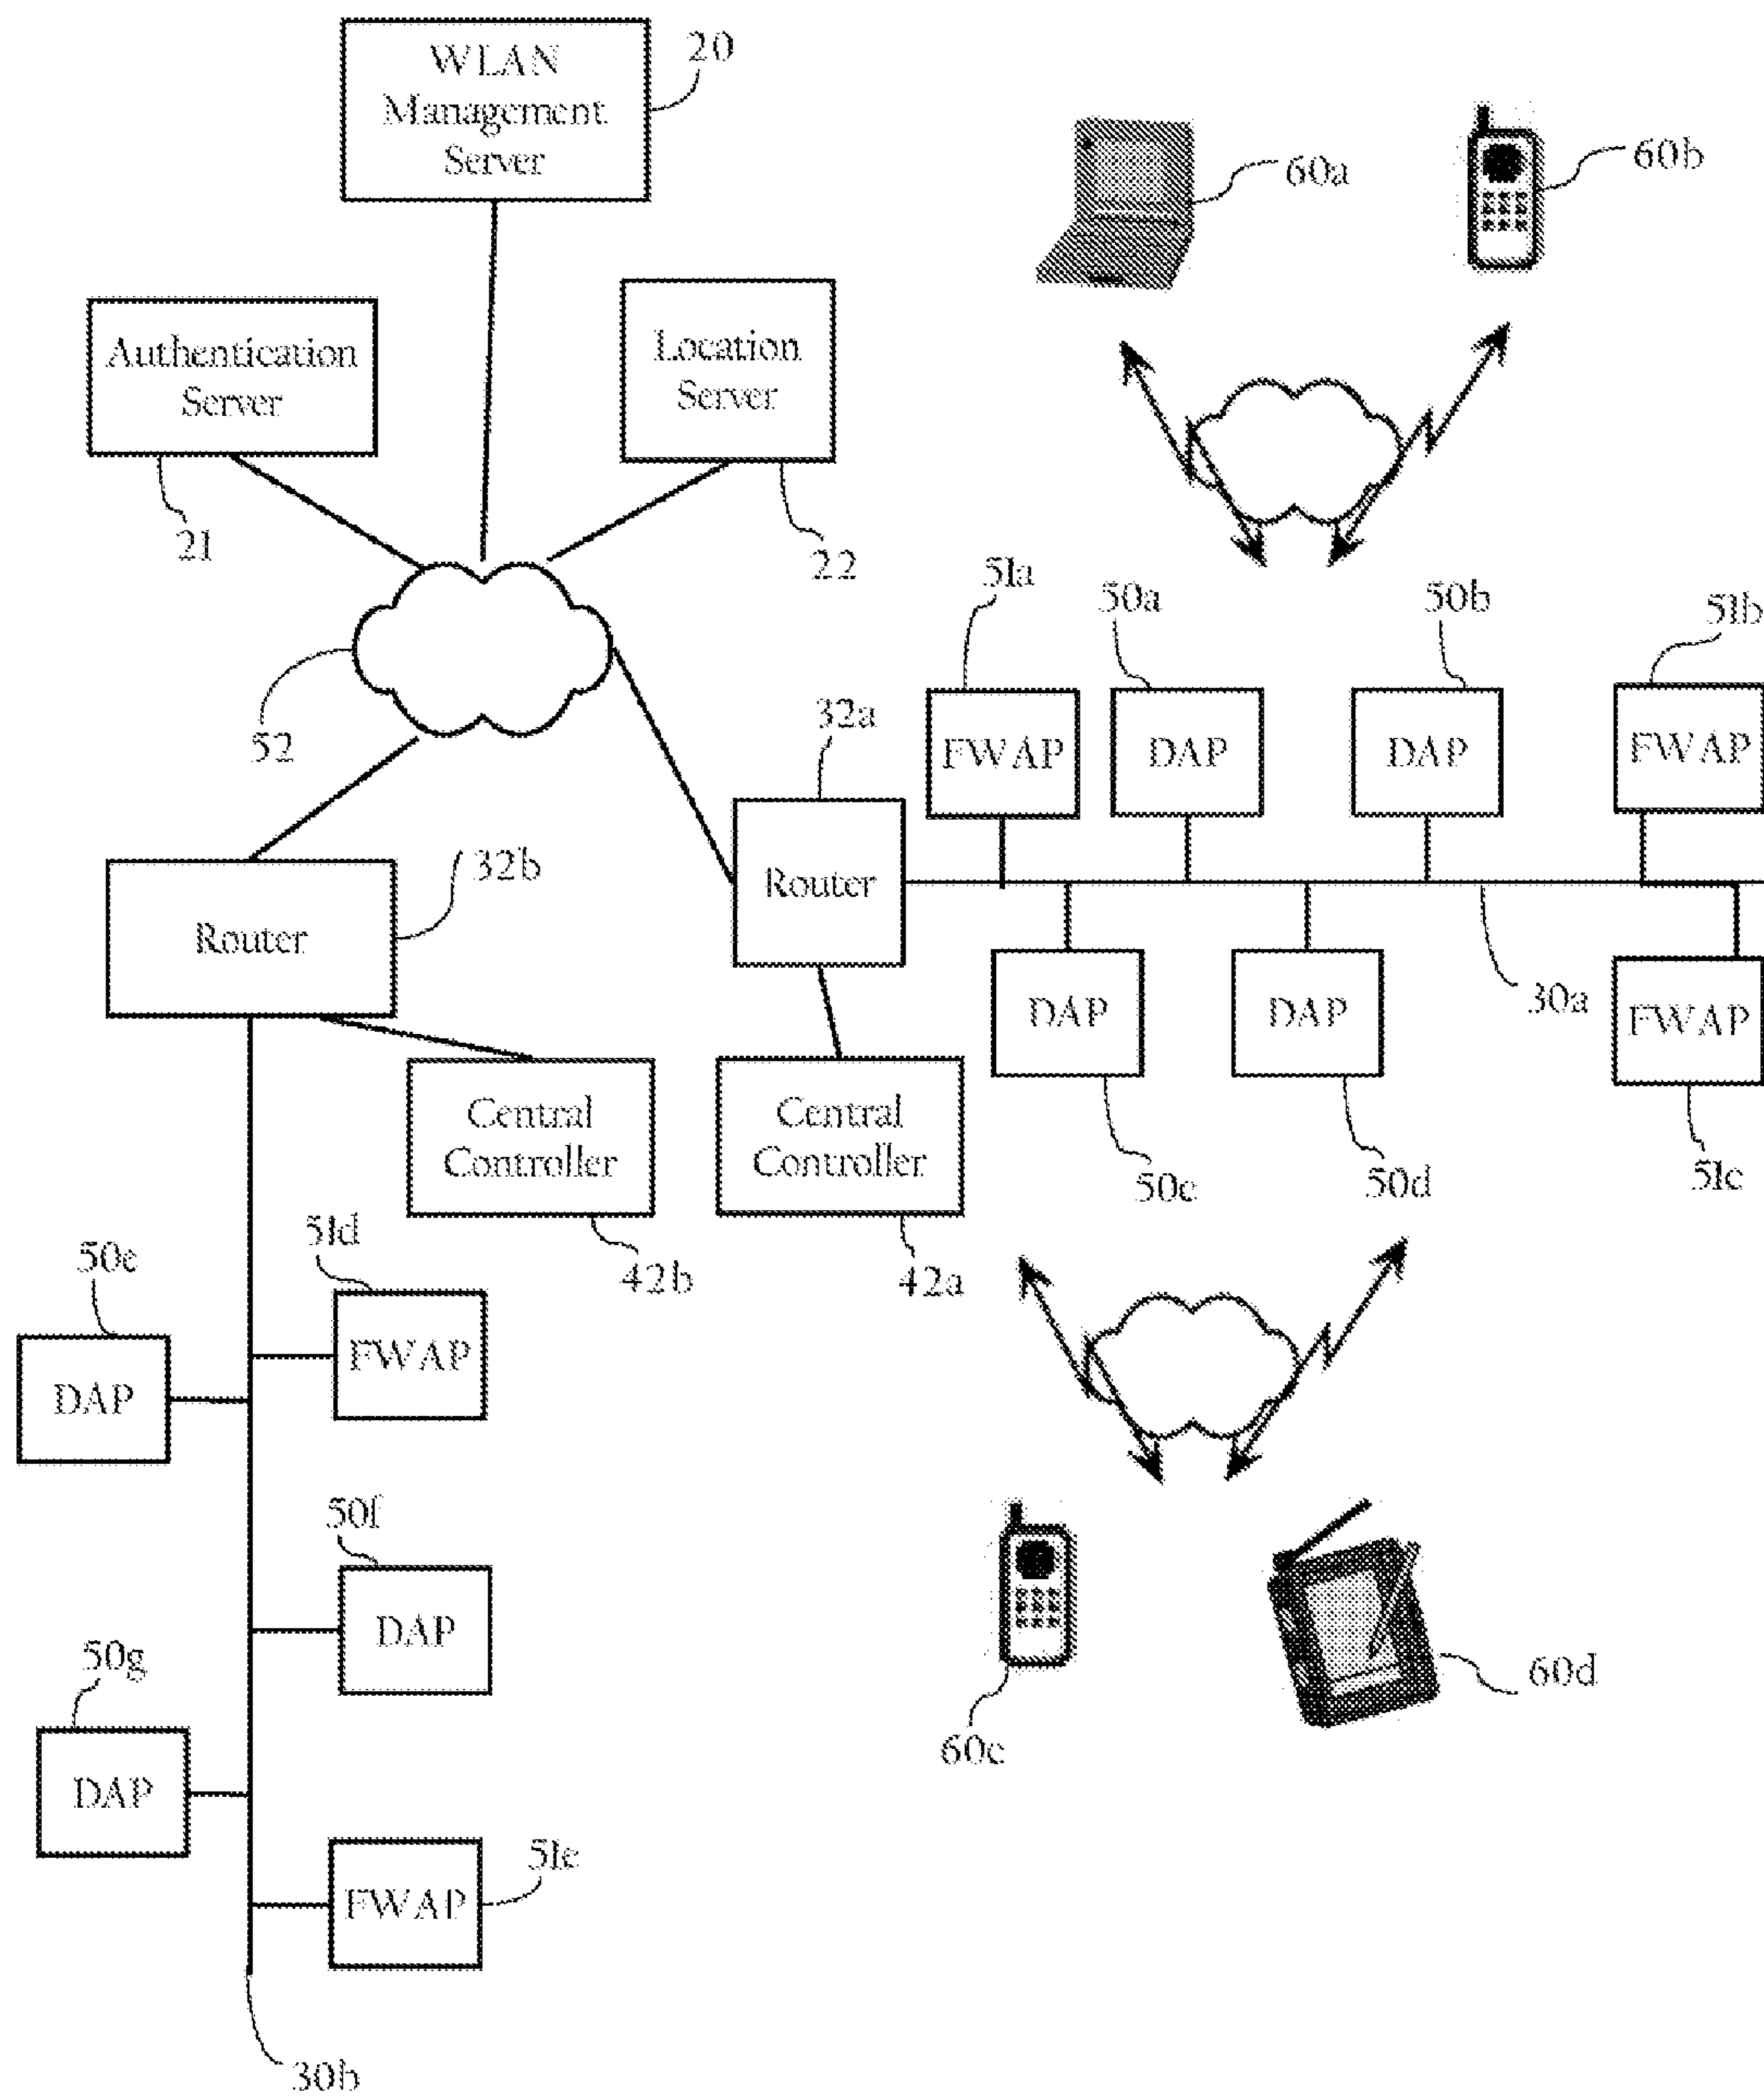 WLAN
Management
Server
20
60a
60b
Authentication
Server
21
Location
Server
22
52
51a
50a
50b
51b
32a
FWAP
DAP
DAP
FWAP
Router
32b
Router
30a
DAP
DAP
FWAP
50c
50d
51c
Central
Controller
42b
Central
Controller
42a
50e
51d
DAP
FWAP
50f
DAP
50g
DAP
51e
FWAP
30b
60c
60d